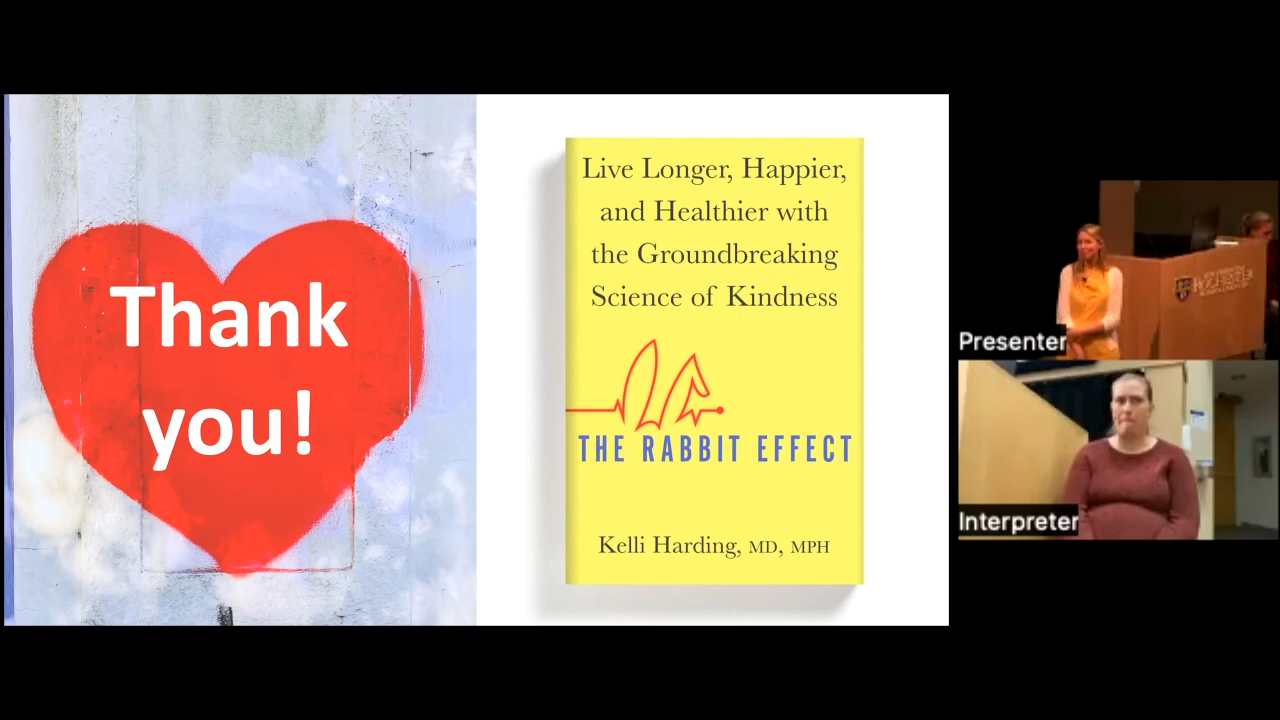 Thank
you!
Live Longer, Happier,
and Healthier with
the Groundbreaking
Science of Kindness
THE RABBIT EFFECT
Kelli Harding, MD, MPH
Presenter
ROCHESTER
Interpreter